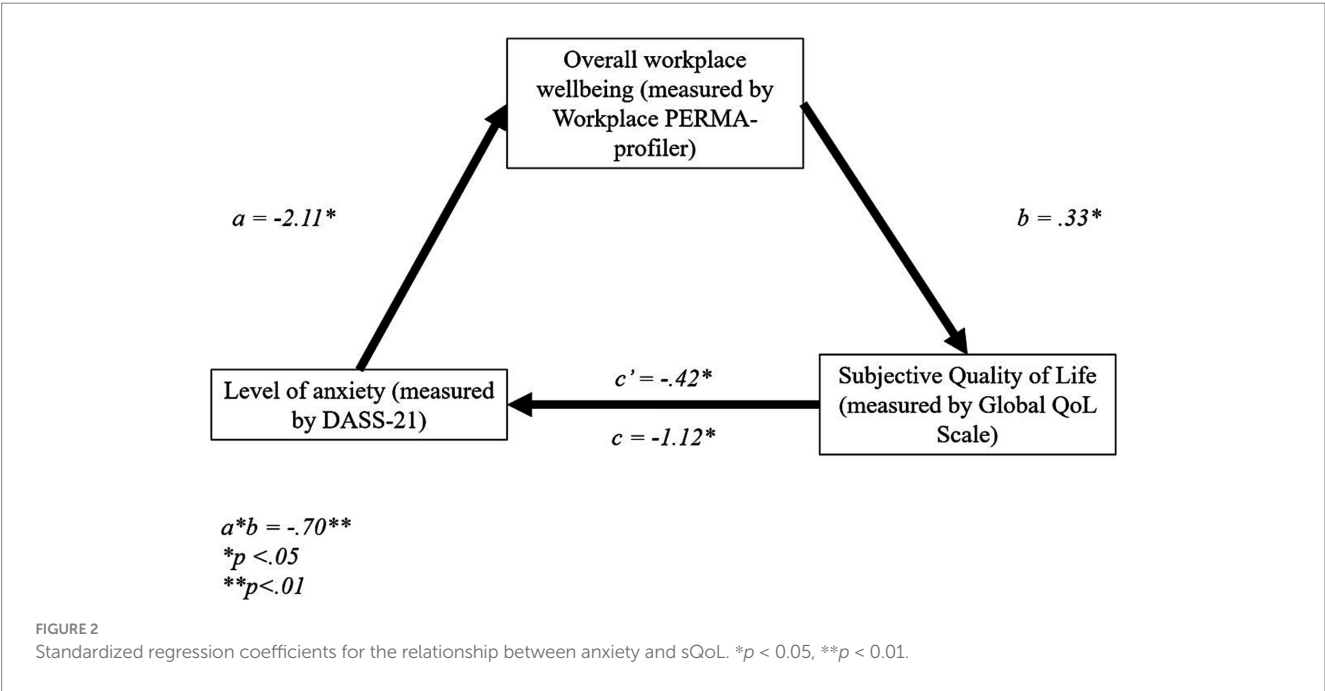 Overall workplace
wellbeing (measured by
Workplace PERMA-
profiler)
a = -2.11*
b = .33*
Level of anxiety (measured
by DASS-21)
c’ = -.42*
c = -1.12*
Subjective Quality of Life
(measured by Global QoL
Scale)
a*b = -.70**
*p <.05
**p<.01
FIGURE 2
Standardized regression coefficients for the relationship between anxiety and sQoL. *p < 0.05, **p < 0.01.